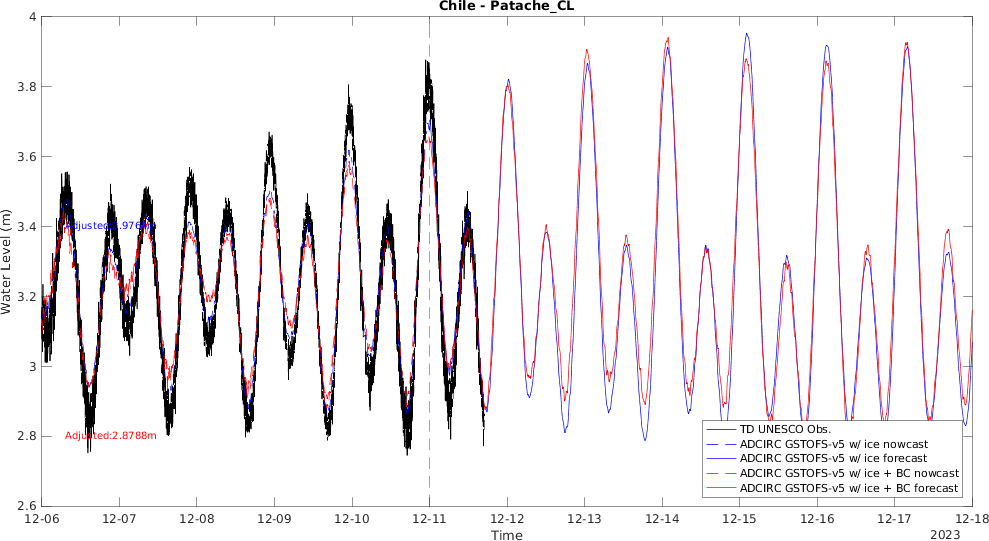 Chile - Patache_CL
Water Level (m)
4
3.8
3.6
3.4
3.2
3
2.8
2.6
Adjusted:2.8788m
12-06
12-07
12-08
12-09
12-10
12-11
12-12
12-13
12-14
12-15
12-16
12-17
12-18
Time
2023
TD UNESCO Obs.
ADCIRC GSTOFS-v5 w/ ice nowcast
ADCIRC GSTOFS-v5 w/ ice forecast
ADCIRC GSTOFS-v5 w/ ice + BC nowcast
ADCIRC GSTOFS-v5 w/ ice + BC forecast